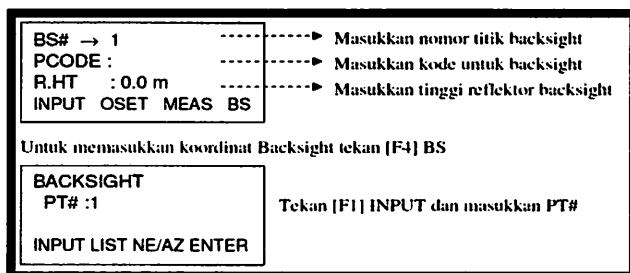 BS# → 1 Masukkan nomor titik backsight
PCODE : Masukkan kode untuk backsight
R.HT : 0.0 m Masukkan tinggi reflektor backsight
INPUT OSET MEAS BS
Untuk memasukkan koordinat Backsight tekan [F4] BS
BACKSIGHT
PT# :1
Tekan [F1] INPUT dan masukkan PT#
INPUT LIST NE/AZ ENTER